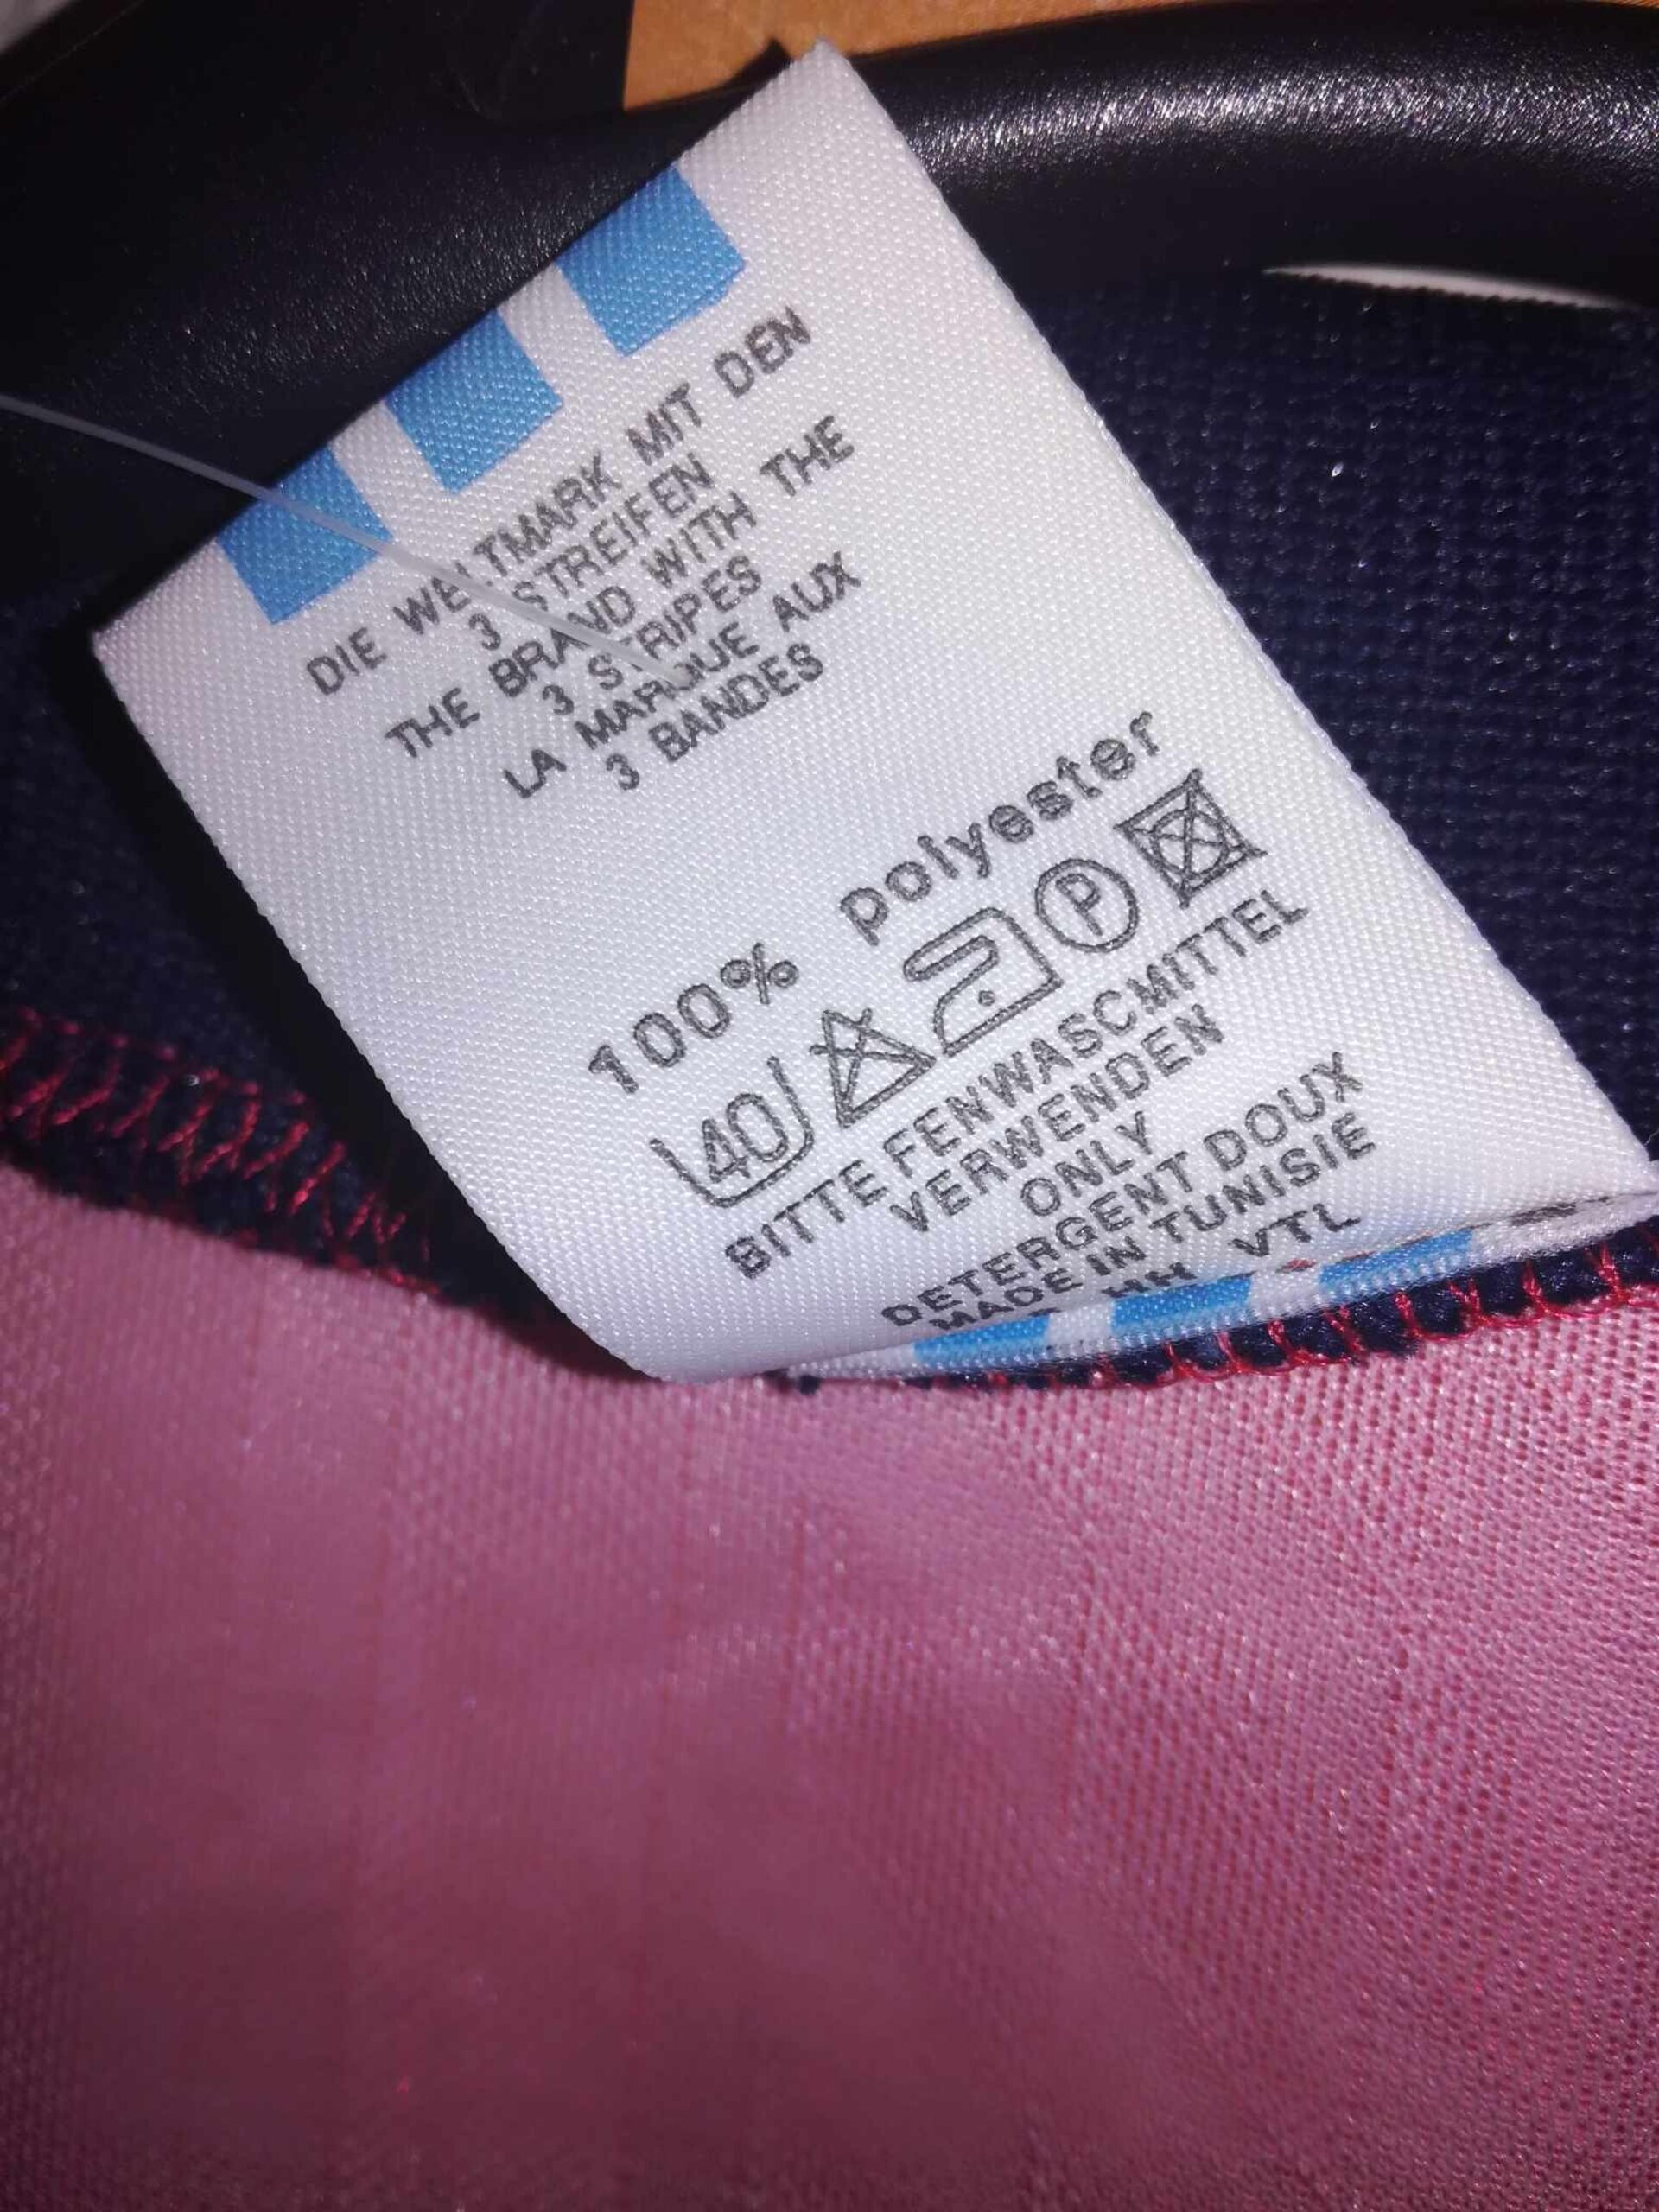 DIE WELTMARK MIT DEN
3 STREIFEN
THE BRAND WITH THE
3 STRIPES
LA MARQUE AUX
3 BANDES
100% polyester
40 P
BITTE FENWASCMITTEL
VERWENDEN
ONLY
DETERGENT DOUX
MADE IN TUNISIE
HH VTL